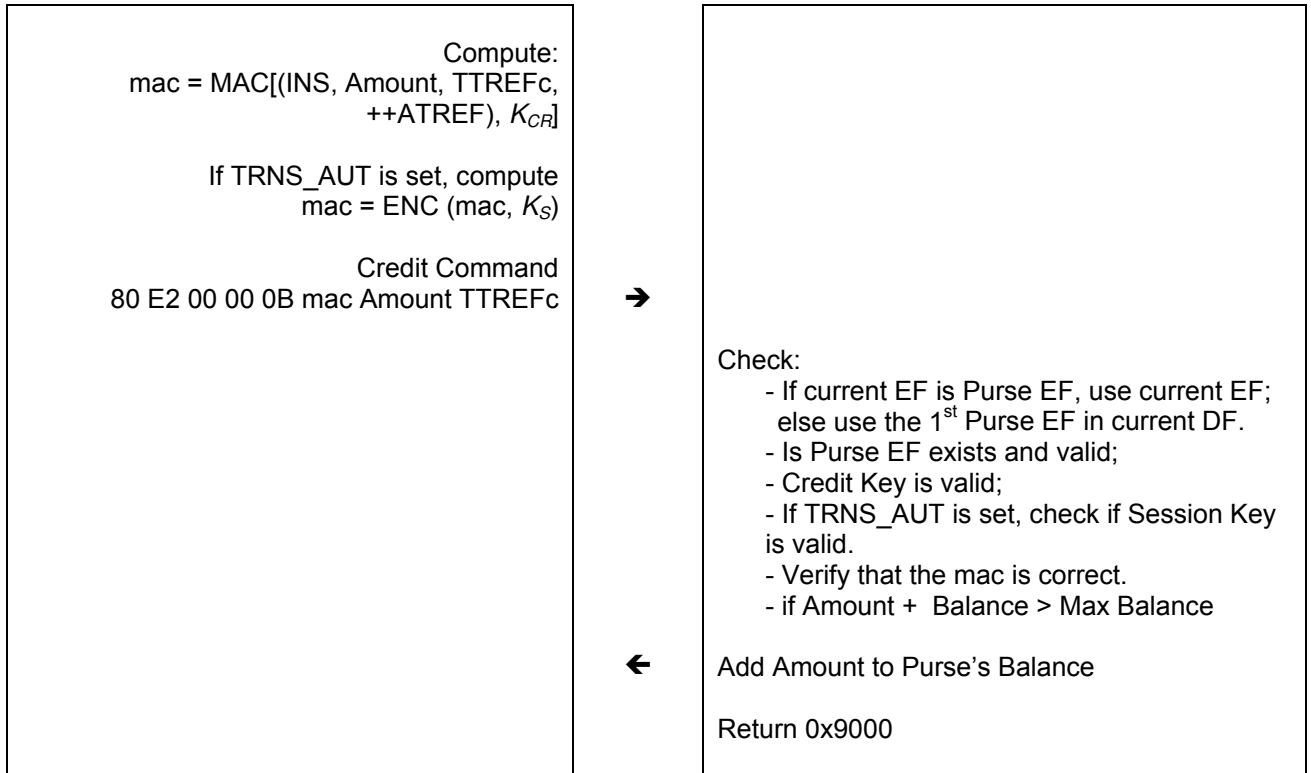 Compute:
mac = MAC[(INS, Amount, TTREFc,
++ATREF), KCR]
If TRNS_AUT is set, compute
mac = ENC (mac, KS)
Credit Command
80 E2 00 00 0B mac Amount TTREFc
➔
Check:
- If current EF is Purse EF, use current EF;
else use the 1st Purse EF in current DF.
- Is Purse EF exists and valid;
- Credit Key is valid;
- If TRNS_AUT is set, check if Session Key
is valid.
- Verify that the mac is correct.
- if Amount + Balance > Max Balance
🡸 Add Amount to Purse’s Balance
Return 0x9000